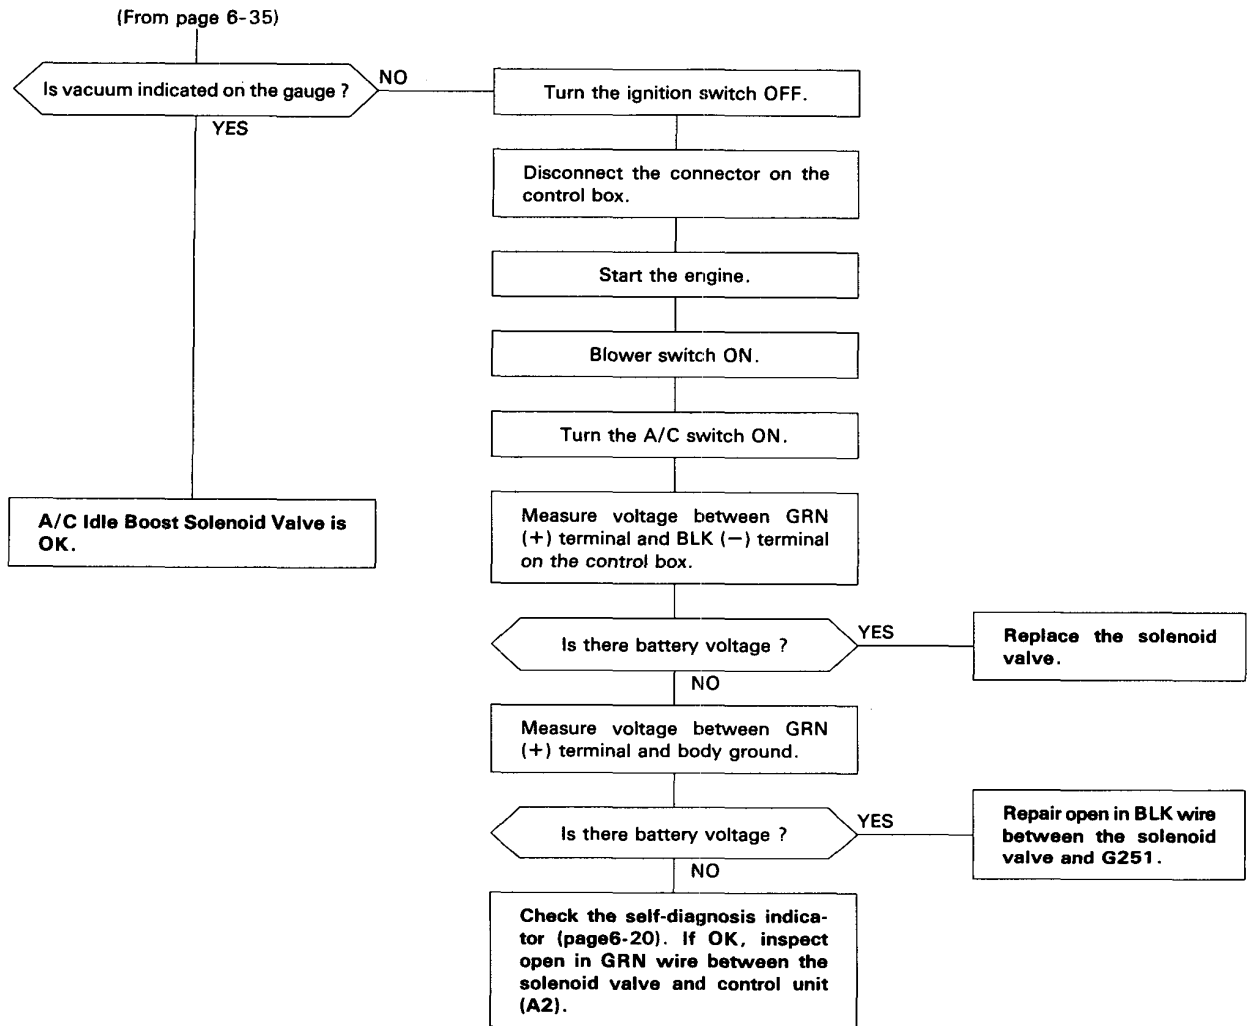 (From page 6-35)
Is vacuum indicated on the gauge ?
NO
Turn the ignition switch OFF.
YES
Disconnect the connector on the
control box.
Start the engine.
Blower switch ON.
Turn the A/C switch ON.
A/C Idle Boost Solenoid Valve is
OK.
Measure voltage between GRN
(+) terminal and BLK (−) terminal
on the control box.
Is there battery voltage ?
YES
Replace the solenoid
valve.
NO
Measure voltage between GRN
(+) terminal and body ground.
Is there battery voltage ?
YES
Repair open in BLK wire
between the solenoid
valve and G251.
NO
Check the self-diagnosis indica-
tor (page6-20). If OK, inspect
open in GRN wire between the
solenoid valve and control unit
(A2).